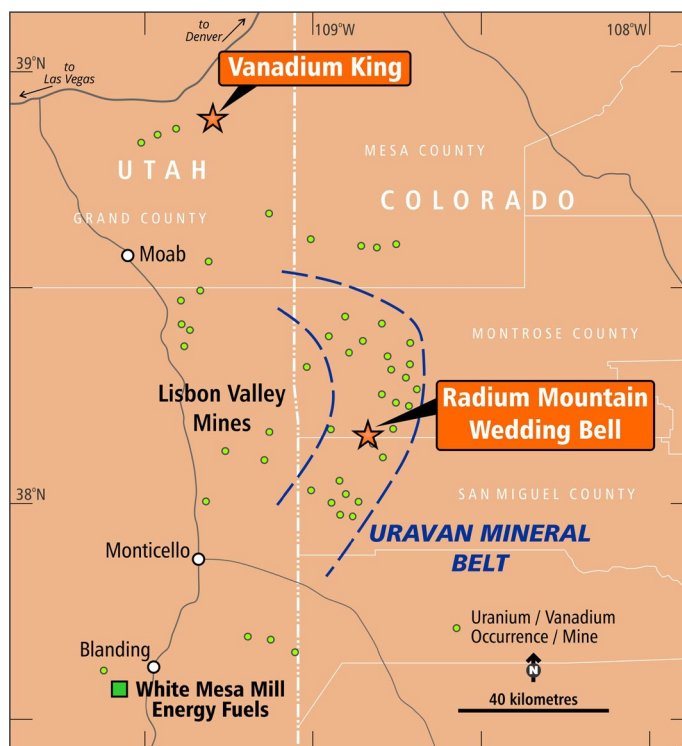 to
Denver
109°W
108°W
39°N
to
Las Vegas
Vanadium King
MESA COUNTY
UTAH
COLORADO
GRAND COUNTY
Moab
MONTROSE COUNTY
Lisbon Valley
Mines
Radium Mountain
Wedding Bell
38°N
SAN MIGUEL COUNTY
URAVAN MINERAL
BELT
Monticello
Uranium / Vanadium
Occurrence / Mine
Blanding
N
White Mesa Mill
Energy Fuels
40 kilometres